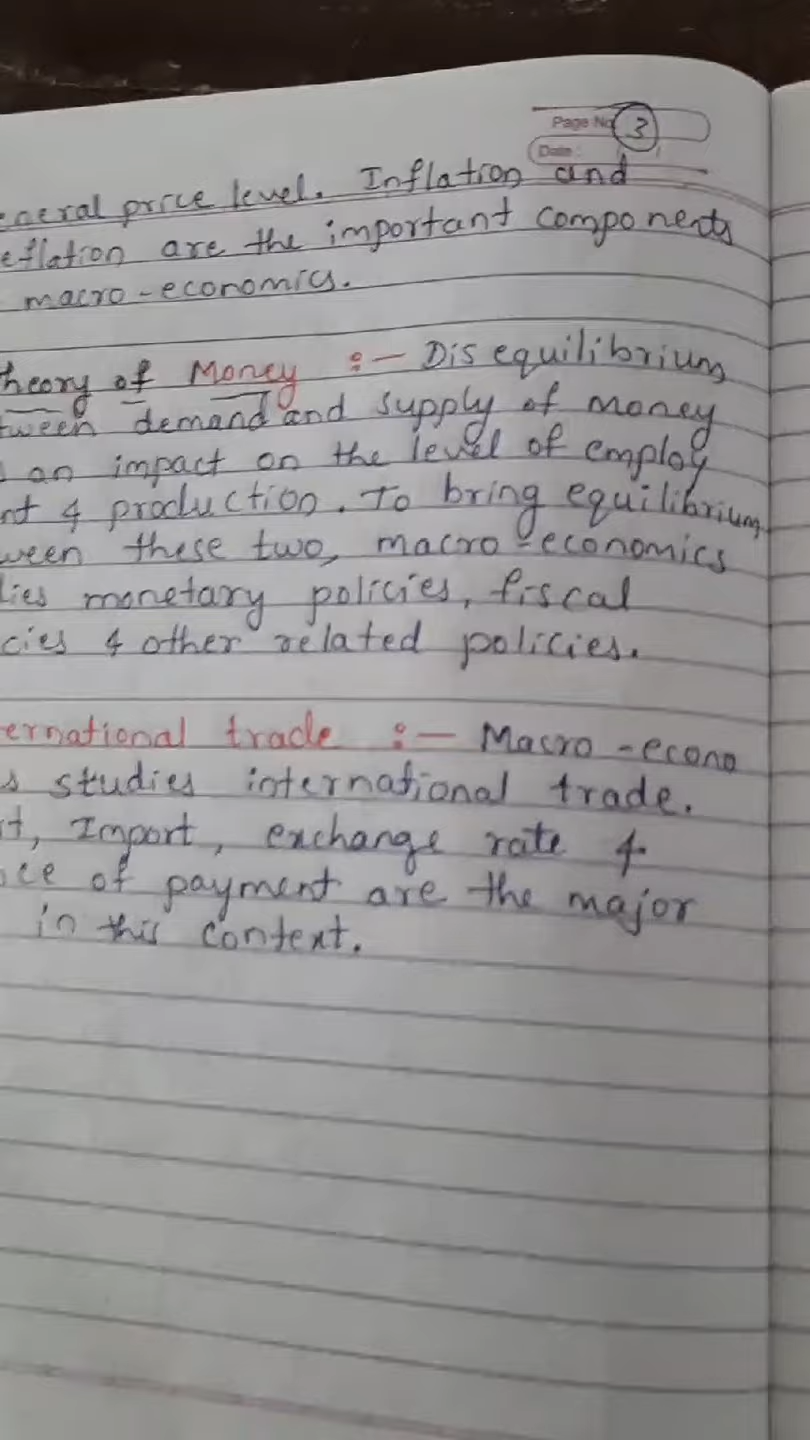 Page No 3
Date :
eneral price level. Inflation and
eflation are the important components
macro-economics.
heory of Money :- Disequilibrium
tween demand and supply of money
an impact on the level of employ
nt & production. To bring equilibrium
ween these two, macro-economics
lies monetary policies, fiscal
cies & other related policies.
ernational trade :- Macro-econo
s studies international trade.
t, Import, exchange rate &
ce of payment are the major
in this context.